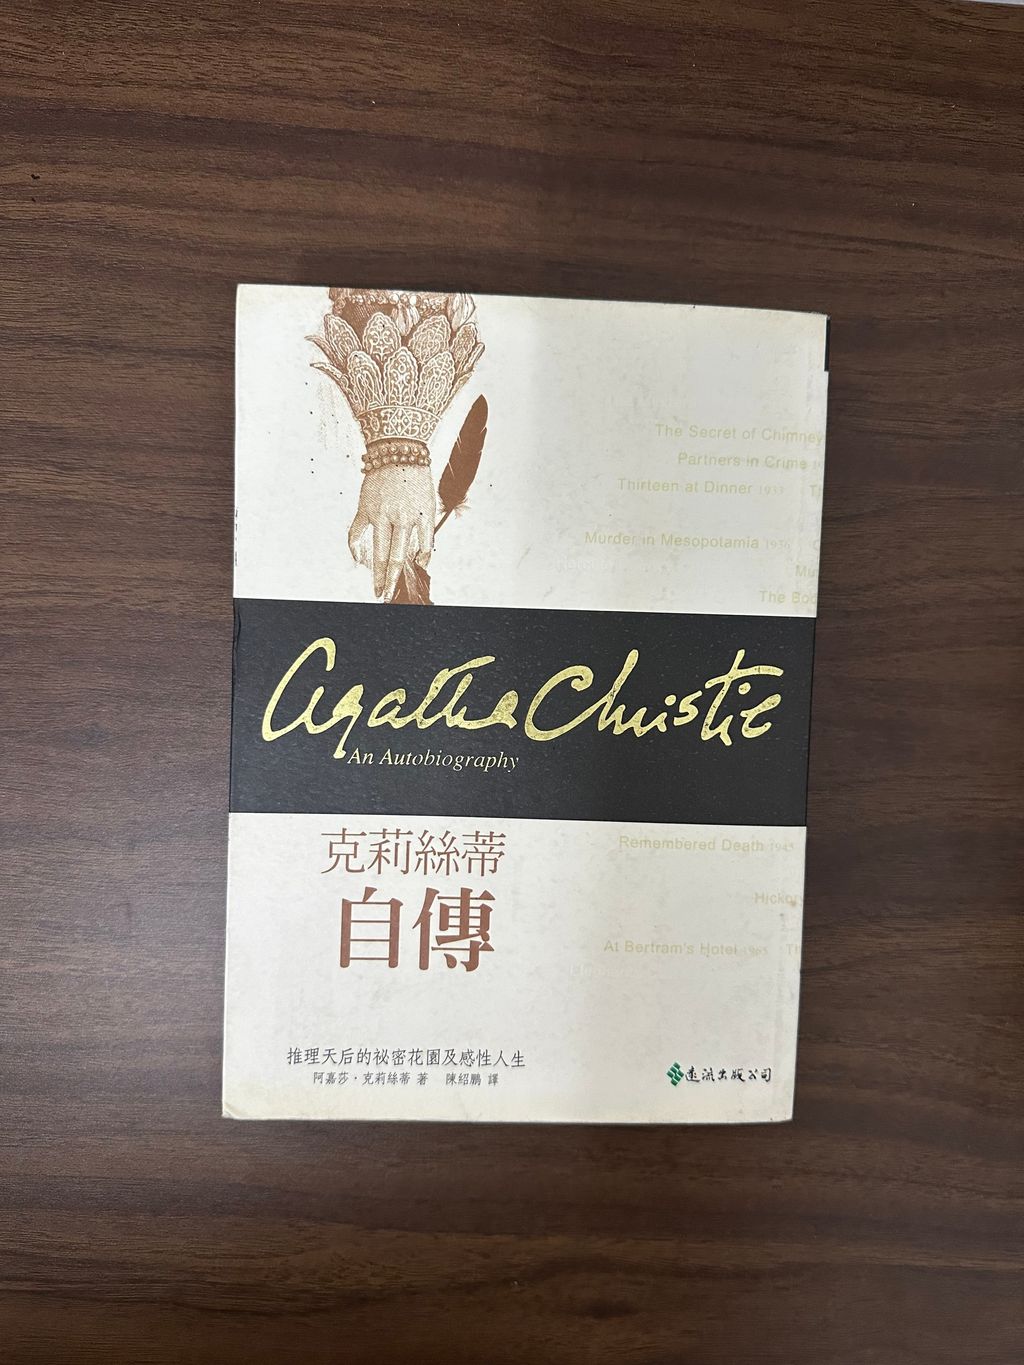 The Secret of Chimney
Partners in Crime
Thirteen at Dinner 1933
Murder in Mesopotamia 1936
Mu
The Bod
Agatha Christie
An Autobiography
克莉絲蒂
自傳
Remembered Death 1945
Hickor
At Bertram's Hotel 1965 Th
推理天后的祕密花園及感性人生
阿嘉莎・克莉絲蒂 著 陳紹鵬 譯
遠流出版公司